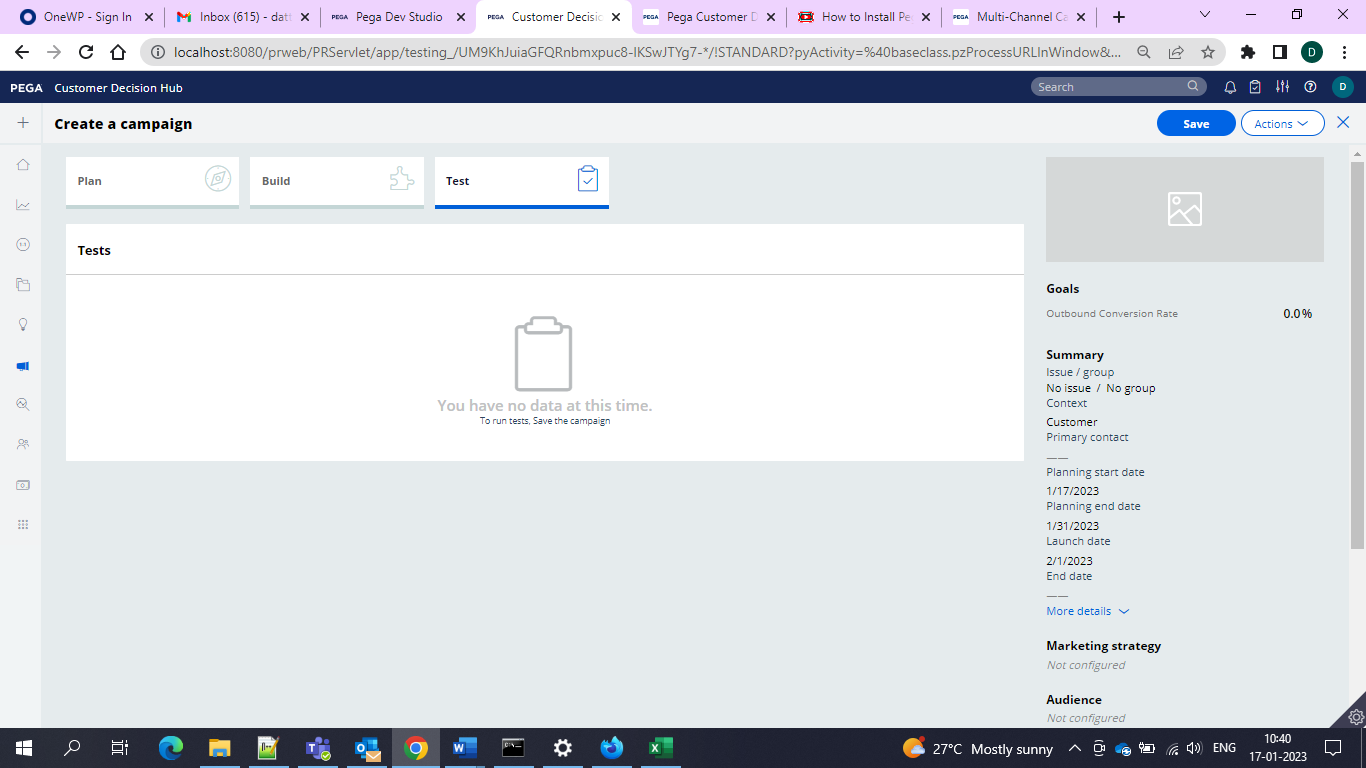 OneWP - Sign In
Inbox (615) - datt
PEGA Pega Dev Studio
PEGA Customer Decisio
PEGA Pega Customer D
How to Install Pe
PEGA Multi-Channel Ca
localhost:8080/prweb/PRServlet/app/testing_/UM9KhJuiaGFQRnbmxpuc8-IKSwJTYg7-*/!STANDARD?pyActivity=%40baseclass.pzProcessURLInWindow&...
D
PEGA Customer Decision Hub
Search
D
Create a campaign
Save
Actions
Plan
Build
Test
Tests
You have no data at this time.
To run tests, Save the campaign
Goals
Outbound Conversion Rate 0.0%
Summary
Issue / group
No issue / No group
Context
Customer
Primary contact
——
Planning start date
1/17/2023
Planning end date
1/31/2023
Launch date
2/1/2023
End date
——
More details
Marketing strategy
Not configured
Audience
Not configured
27°C Mostly sunny
ENG
10:40
17-01-2023